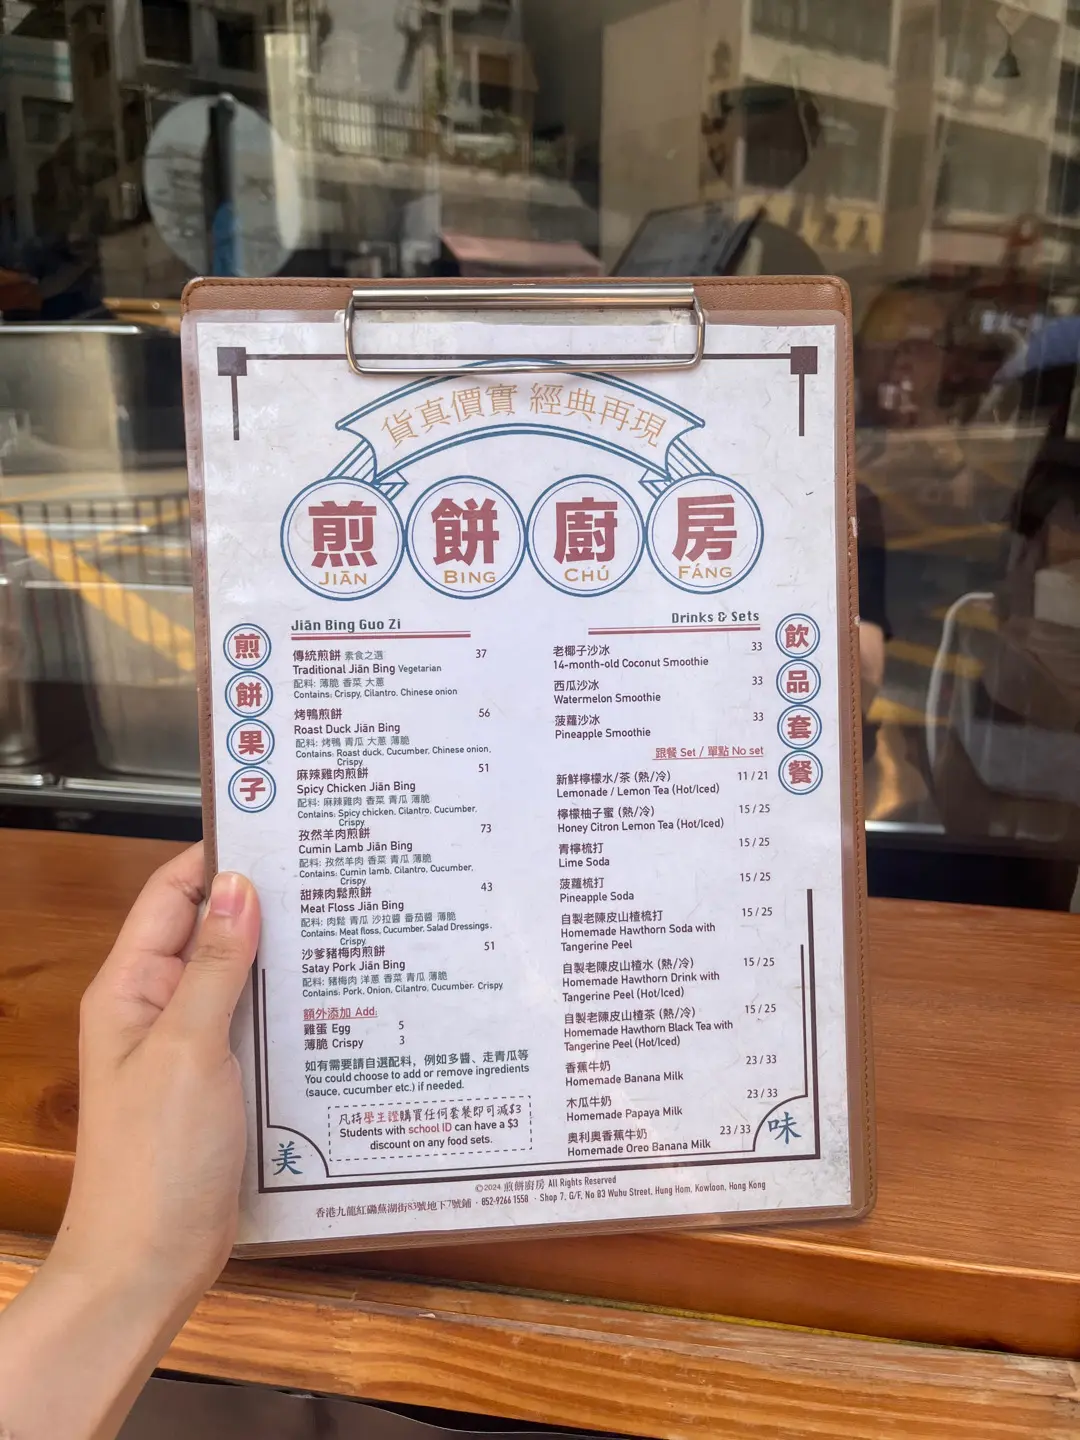 貨真價實 經典再現
煎 餅 廚 房
JIĀN BING CHÚ FÁNG
煎餅果子
Jiān Bing Guo Zi
傳統煎餅 素食之選 37
Traditional Jiān Bing Vegetarian
配料: 薄脆 香菜 大蔥
Contains: Crispy, Cilantro, Chinese onion
烤鴨煎餅 56
Roast Duck Jiān Bing
配料: 烤鴨 青瓜 大蔥 薄脆
Contains: Roast duck, Cucumber, Chinese onion,
Crispy
麻辣雞肉煎餅 51
Spicy Chicken Jiān Bing
配料: 麻辣雞肉 香菜 青瓜 薄脆
Contains: Spicy chicken, Cilantro, Cucumber,
Crispy
孜然羊肉煎餅 73
Cumin Lamb Jiān Bing
配料: 孜然羊肉 香菜 青瓜 薄脆
Contains: Cumin lamb, Cilantro, Cucumber,
Crispy
甜辣肉鬆煎餅 43
Meat Floss Jiān Bing
配料: 肉鬆 青瓜 沙拉醬 番茄醬 薄脆
Contains: Meat floss, Cucumber, Salad Dressings,
Crispy
沙爹豬梅肉煎餅 51
Satay Pork Jiān Bing
配料: 豬梅肉 洋蔥 香菜 青瓜 薄脆
Contains: Pork, Onion, Cilantro, Cucumber, Crispy
額外添加 Add:
雞蛋 Egg 5
薄脆 Crispy 3
如有需要請自選配料，例如多醬、走青瓜等
You could choose to add or remove ingredients
(sauce, cucumber etc.) if needed.
凡持學生證購買任何套餐即可減$3
Students with school ID can have a $3
discount on any food sets.
美
Drinks & Sets
飲品套餐
老椰子沙冰 33
14-month-old Coconut Smoothie
西瓜沙冰 33
Watermelon Smoothie
菠蘿沙冰 33
Pineapple Smoothie
跟餐 Set / 單點 No set
新鮮檸檬水/茶 (熱/冷) 11 / 21
Lemonade / Lemon Tea (Hot/Iced)
檸檬柚子蜜 (熱/冷) 15 / 25
Honey Citron Lemon Tea (Hot/Iced)
青檸梳打 15 / 25
Lime Soda
菠蘿梳打 15 / 25
Pineapple Soda
自製老陳皮山楂梳打 15 / 25
Homemade Hawthorn Soda with
Tangerine Peel
自製老陳皮山楂水 (熱/冷) 15 / 25
Homemade Hawthorn Drink with
Tangerine Peel (Hot/Iced)
自製老陳皮山楂茶 (熱/冷) 15 / 25
Homemade Hawthorn Black Tea with
Tangerine Peel (Hot/Iced)
香蕉牛奶 23 / 33
Homemade Banana Milk
木瓜牛奶 23 / 33
Homemade Papaya Milk
奧利奧香蕉牛奶 23 / 33
Homemade Oreo Banana Milk
味
©2024 煎餅廚房 All Rights Reserved
香港九龍紅磡蕪湖街83號地下7號鋪 · 852-9266 1558 · Shop 7, G/F, No 83 Wuhu Street, Hung Hom, Kowloon, Hong Kong